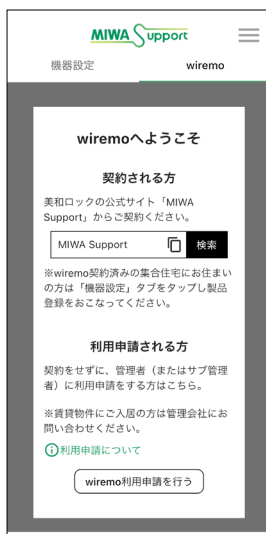 MIWA Support
機器設定 wiremo
wiremoへようこそ
契約される方
美和ロックの公式サイト「MIWA
Support」からご契約ください。
MIWA Support 検索
※wiremo契約済みの集合住宅にお住まい
の方は「機器設定」タブをタップし製品
登録をおこなってください。
利用申請される方
契約をせずに、管理者（またはサブ管理
者）に利用申請をする方はこちら。
※賃貸物件にご入居の方は管理会社にお
問い合わせください。
利用申請について
wiremo利用申請を行う